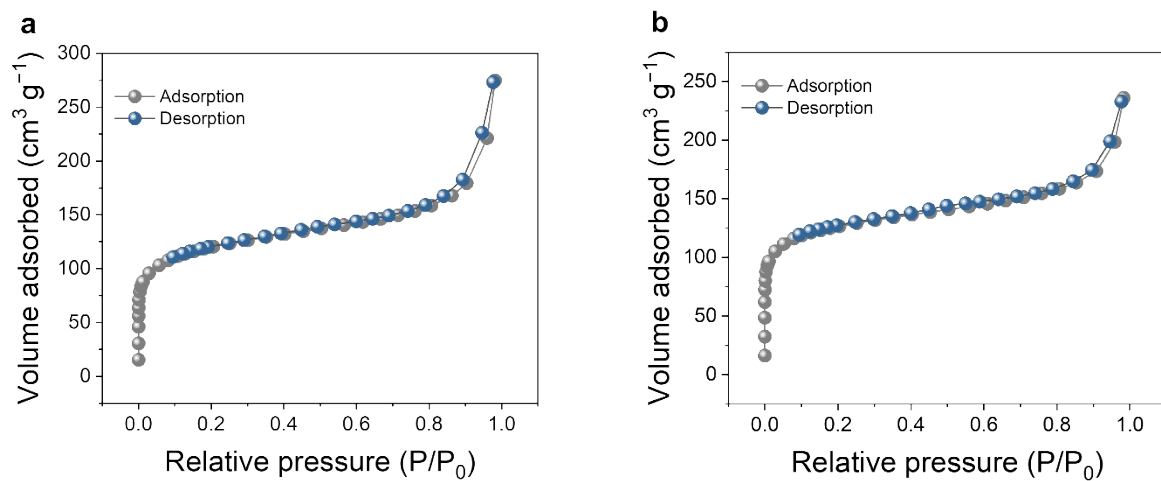 a
Volume adsorbed (cm³ g⁻¹)
300
250
200
150
100
50
0
Adsorption
Desorption
0.0 0.2 0.4 0.6 0.8 1.0
Relative pressure (P/P₀)
b
Volume adsorbed (cm³ g⁻¹)
250
200
150
100
50
0
Adsorption
Desorption
0.0 0.2 0.4 0.6 0.8 1.0
Relative pressure (P/P₀)